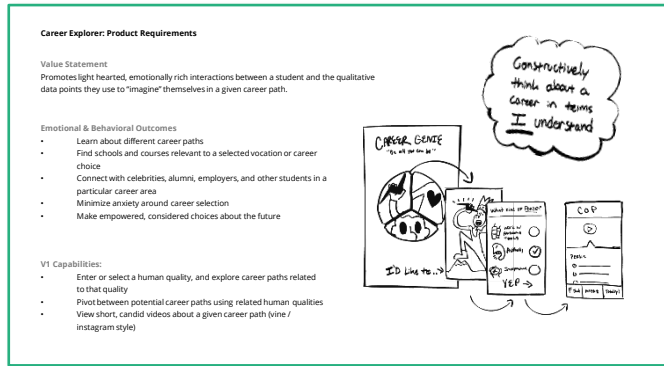 Career Explorer: Product Requirements
Value Statement
Promotes light hearted, emotionally rich interactions between a student and the qualitative
data points they use to "imagine" themselves in a given career path.
Emotional & Behavioral Outcomes
• Learn about different career paths
• Find schools and courses relevant to a selected vocation or career
choice
• Connect with celebrities, alumni, employers, and other students in a
particular career area
• Minimize anxiety around career selection
• Make empowered, considered choices about the future
V1 Capabilities:
• Enter or select a human quality, and explore career paths related
to that quality
• Pivot between potential career paths using related human qualities
• View short, candid videos about a given career path (vine /
instagram style)
Constructively
think about a
career in terms
I understand
CAREER GENIE
I'D Like to..→
What kind of
YEP →
COP